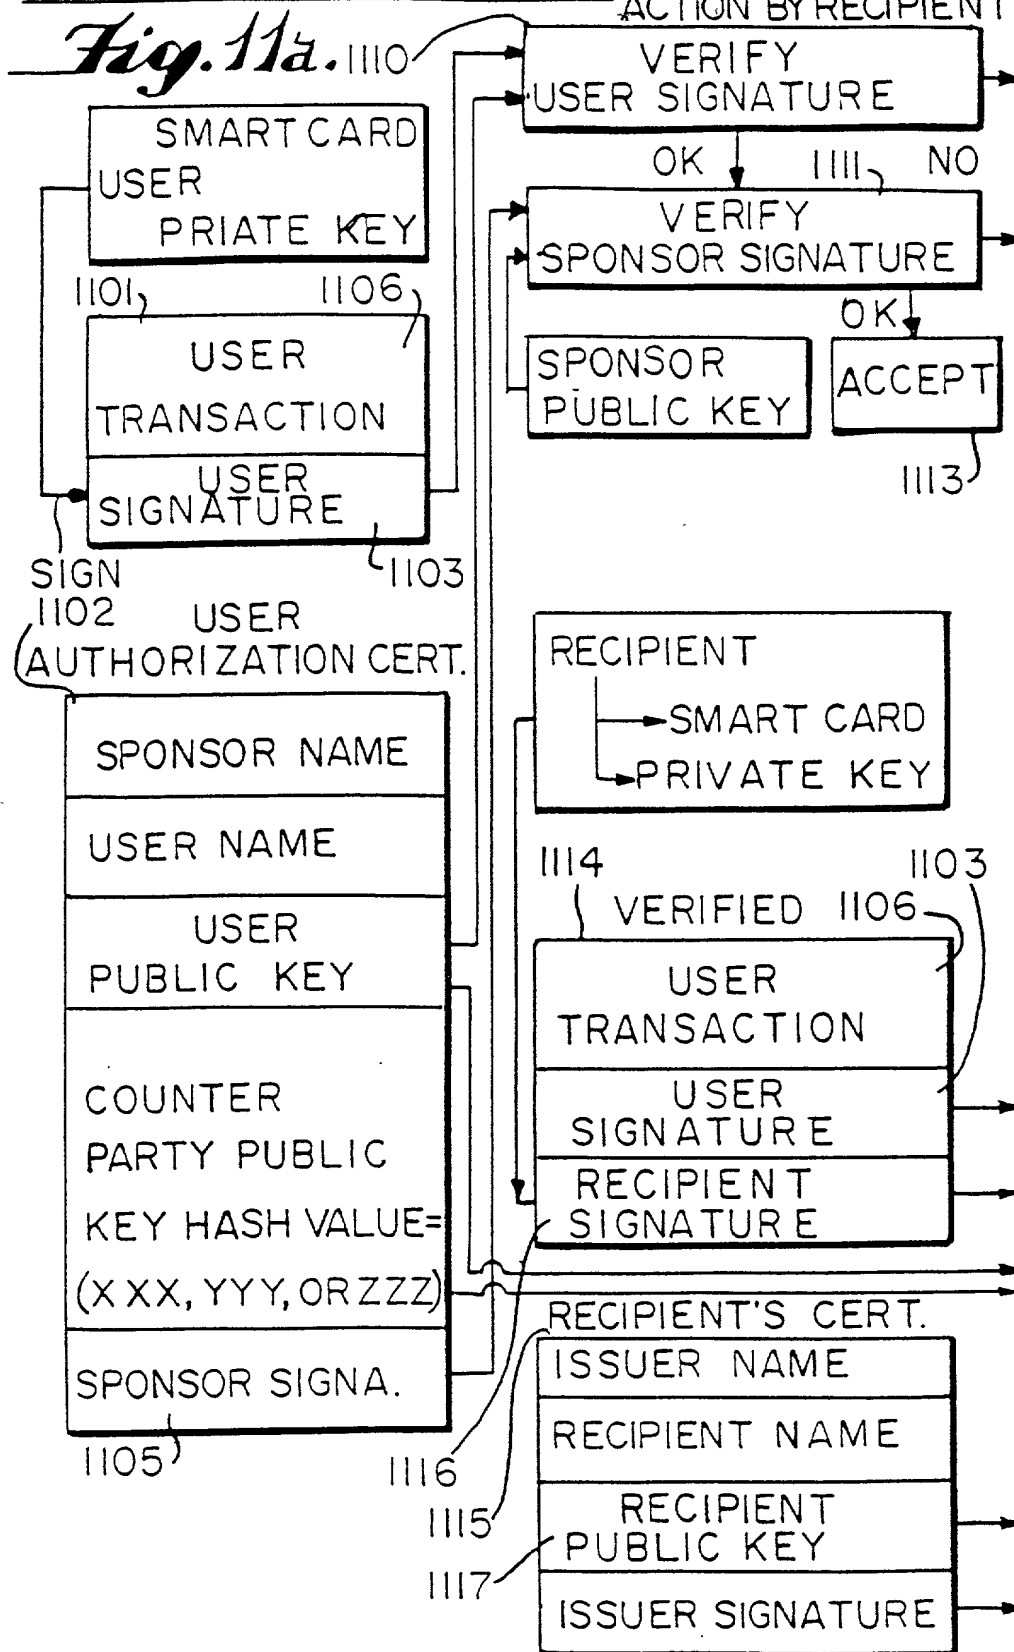 ACTION BY RECIPIENT
Fig. 11a.
1110
VERIFY
USER SIGNATURE
OK
1111
NO
VERIFY
SPONSOR SIGNATURE
OK
SPONSOR
PUBLIC KEY
ACCEPT
1113
SMART CARD
USER
PRIATE KEY
1101
1106
USER
TRANSACTION
USER
SIGNATURE
1103
SIGN
1102
USER
AUTHORIZATION CERT.
SPONSOR NAME
USER NAME
USER
PUBLIC KEY
COUNTER
PARTY PUBLIC
KEY HASH VALUE=
(XXX, YYY, OR ZZZ)
SPONSOR SIGNA.
1105
RECIPIENT
SMART CARD
PRIVATE KEY
1114
1103
VERIFIED
1106
USER
TRANSACTION
USER
SIGNATURE
RECIPIENT
SIGNATURE
1116
RECIPIENT'S CERT.
1115
ISSUER NAME
RECIPIENT NAME
RECIPIENT
PUBLIC KEY
1117
ISSUER SIGNATURE